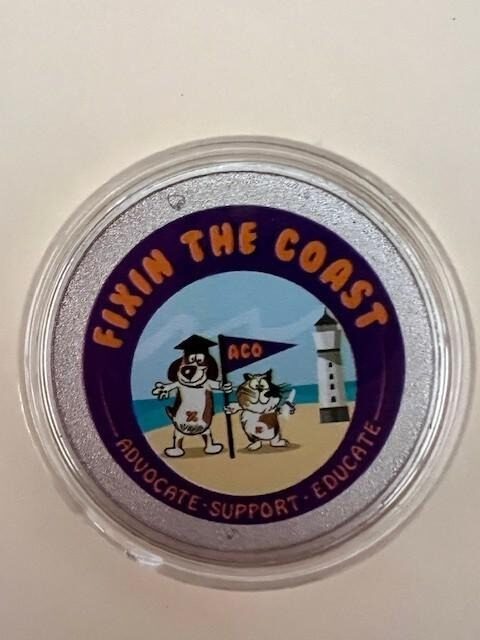 FIXIN THE COAST
ACO
ADVOCATE · SUPPORT · EDUCATE